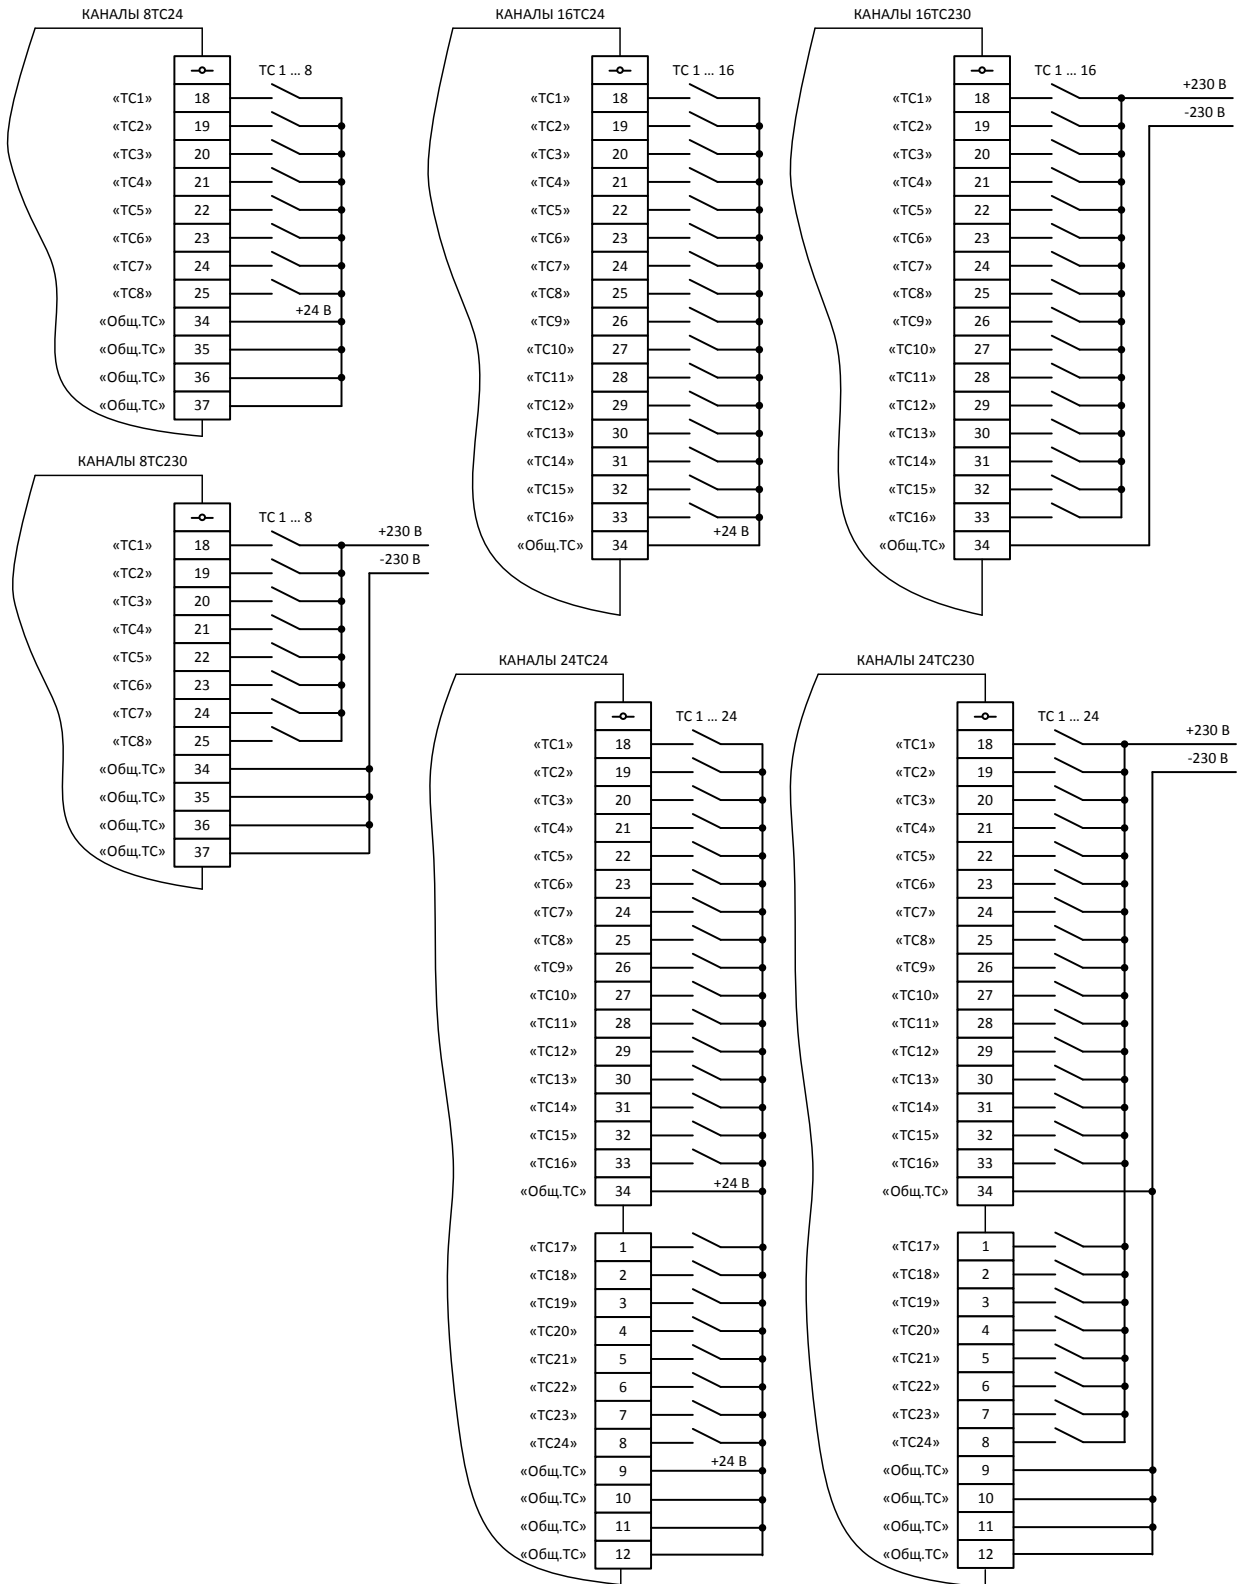 КАНАЛЫ 8ТС24
ТС 1 ... 8
«ТС1» 18
«ТС2» 19
«ТС3» 20
«ТС4» 21
«ТС5» 22
«ТС6» 23
«ТС7» 24
«ТС8» 25
+24 В
«Общ.ТС» 34
«Общ.ТС» 35
«Общ.ТС» 36
«Общ.ТС» 37
КАНАЛЫ 16ТС24
ТС 1 ... 16
«ТС1» 18
«ТС2» 19
«ТС3» 20
«ТС4» 21
«ТС5» 22
«ТС6» 23
«ТС7» 24
«ТС8» 25
«ТС9» 26
«ТС10» 27
«ТС11» 28
«ТС12» 29
«ТС13» 30
«ТС14» 31
«ТС15» 32
«ТС16» 33
+24 В
«Общ.ТС» 34
КАНАЛЫ 16ТС230
ТС 1 ... 16
+230 В
«ТС1» 18
-230 В
«ТС2» 19
«ТС3» 20
«ТС4» 21
«ТС5» 22
«ТС6» 23
«ТС7» 24
«ТС8» 25
«ТС9» 26
«ТС10» 27
«ТС11» 28
«ТС12» 29
«ТС13» 30
«ТС14» 31
«ТС15» 32
«ТС16» 33
«Общ.ТС» 34
КАНАЛЫ 8ТС230
ТС 1 ... 8
+230 В
«ТС1» 18
-230 В
«ТС2» 19
«ТС3» 20
«ТС4» 21
«ТС5» 22
«ТС6» 23
«ТС7» 24
«ТС8» 25
«Общ.ТС» 34
«Общ.ТС» 35
«Общ.ТС» 36
«Общ.ТС» 37
КАНАЛЫ 24ТС24
ТС 1 ... 24
«ТС1» 18
«ТС2» 19
«ТС3» 20
«ТС4» 21
«ТС5» 22
«ТС6» 23
«ТС7» 24
«ТС8» 25
«ТС9» 26
«ТС10» 27
«ТС11» 28
«ТС12» 29
«ТС13» 30
«ТС14» 31
«ТС15» 32
«ТС16» 33
+24 В
«Общ.ТС» 34
«ТС17» 1
«ТС18» 2
«ТС19» 3
«ТС20» 4
«ТС21» 5
«ТС22» 6
«ТС23» 7
«ТС24» 8
+24 В
«Общ.ТС» 9
«Общ.ТС» 10
«Общ.ТС» 11
«Общ.ТС» 12
КАНАЛЫ 24ТС230
ТС 1 ... 24
+230 В
«ТС1» 18
-230 В
«ТС2» 19
«ТС3» 20
«ТС4» 21
«ТС5» 22
«ТС6» 23
«ТС7» 24
«ТС8» 25
«ТС9» 26
«ТС10» 27
«ТС11» 28
«ТС12» 29
«ТС13» 30
«ТС14» 31
«ТС15» 32
«ТС16» 33
«Общ.ТС» 34
«ТС17» 1
«ТС18» 2
«ТС19» 3
«ТС20» 4
«ТС21» 5
«ТС22» 6
«ТС23» 7
«ТС24» 8
«Общ.ТС» 9
«Общ.ТС» 10
«Общ.ТС» 11
«Общ.ТС» 12